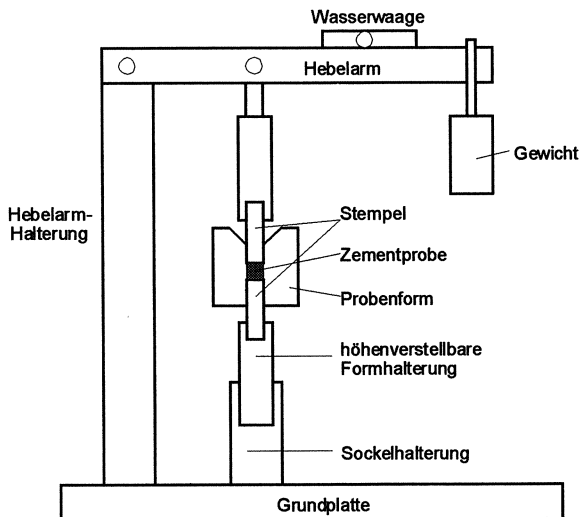 Wasserwaage
Hebelarm
Gewicht
Hebelarm-
Halterung
Stempel
Zementprobe
Probenform
höhenverstellbare
Formhalterung
Sockelhalterung
Grundplatte